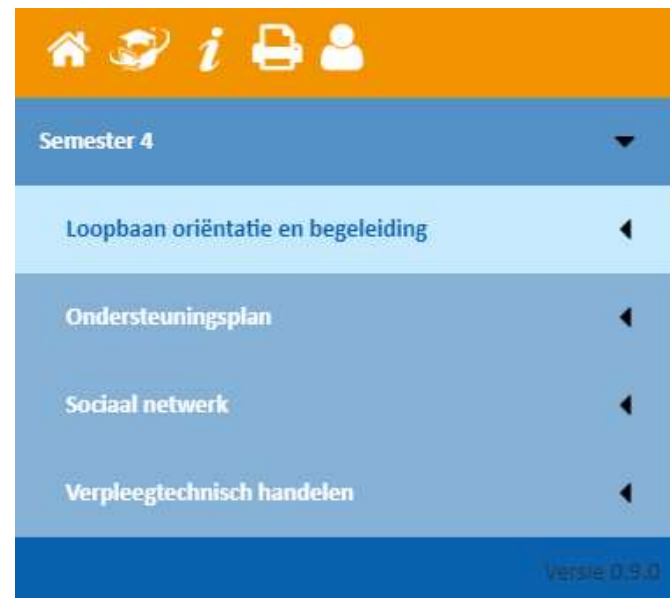 Semester 4
Loopbaan oriëntatie en begeleiding
Ondersteuningsplan
Sociaal netwerk
Verpleegtechnisch handelen
Versie 0.9.0